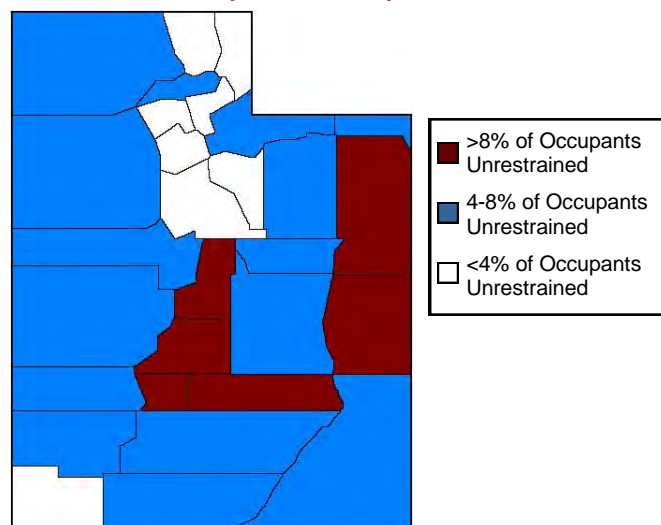 >8% of Occupants
Unrestrained
4-8% of Occupants
Unrestrained
<4% of Occupants
Unrestrained